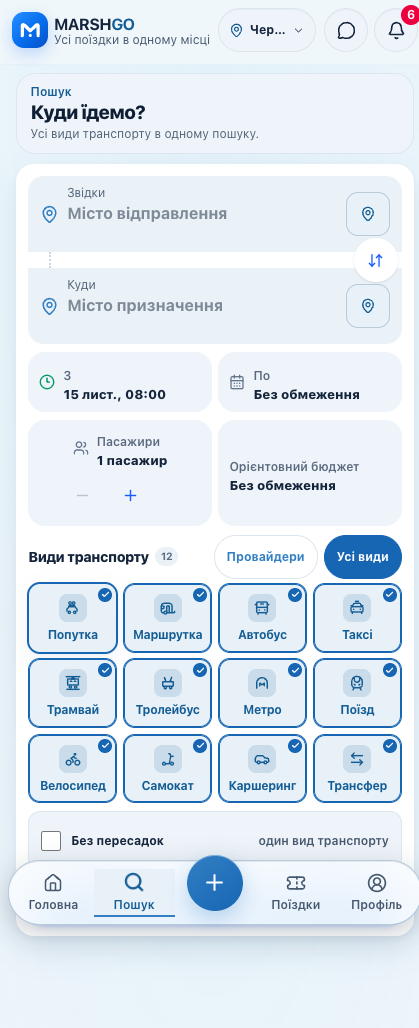 MARSHGO
Усі поїздки в одному місці
Чер...
6
Пошук
Куди їдемо?
Усі види транспорту в одному пошуку.
Звідки
Місто відправлення
Куди
Місто призначення
З
15 лист., 08:00
По
Без обмеження
Пасажири
1 пасажир
Орієнтовний бюджет
Без обмеження
Види транспорту 12
Провайдери
Усі види
Попутка
Маршрутка
Автобус
Таксі
Трамвай
Тролейбус
Метро
Поїзд
Велосипед
Самокат
Каршеринг
Трансфер
Без пересадок
один вид транспорту
Головна
Пошук
Поїздки
Профіль